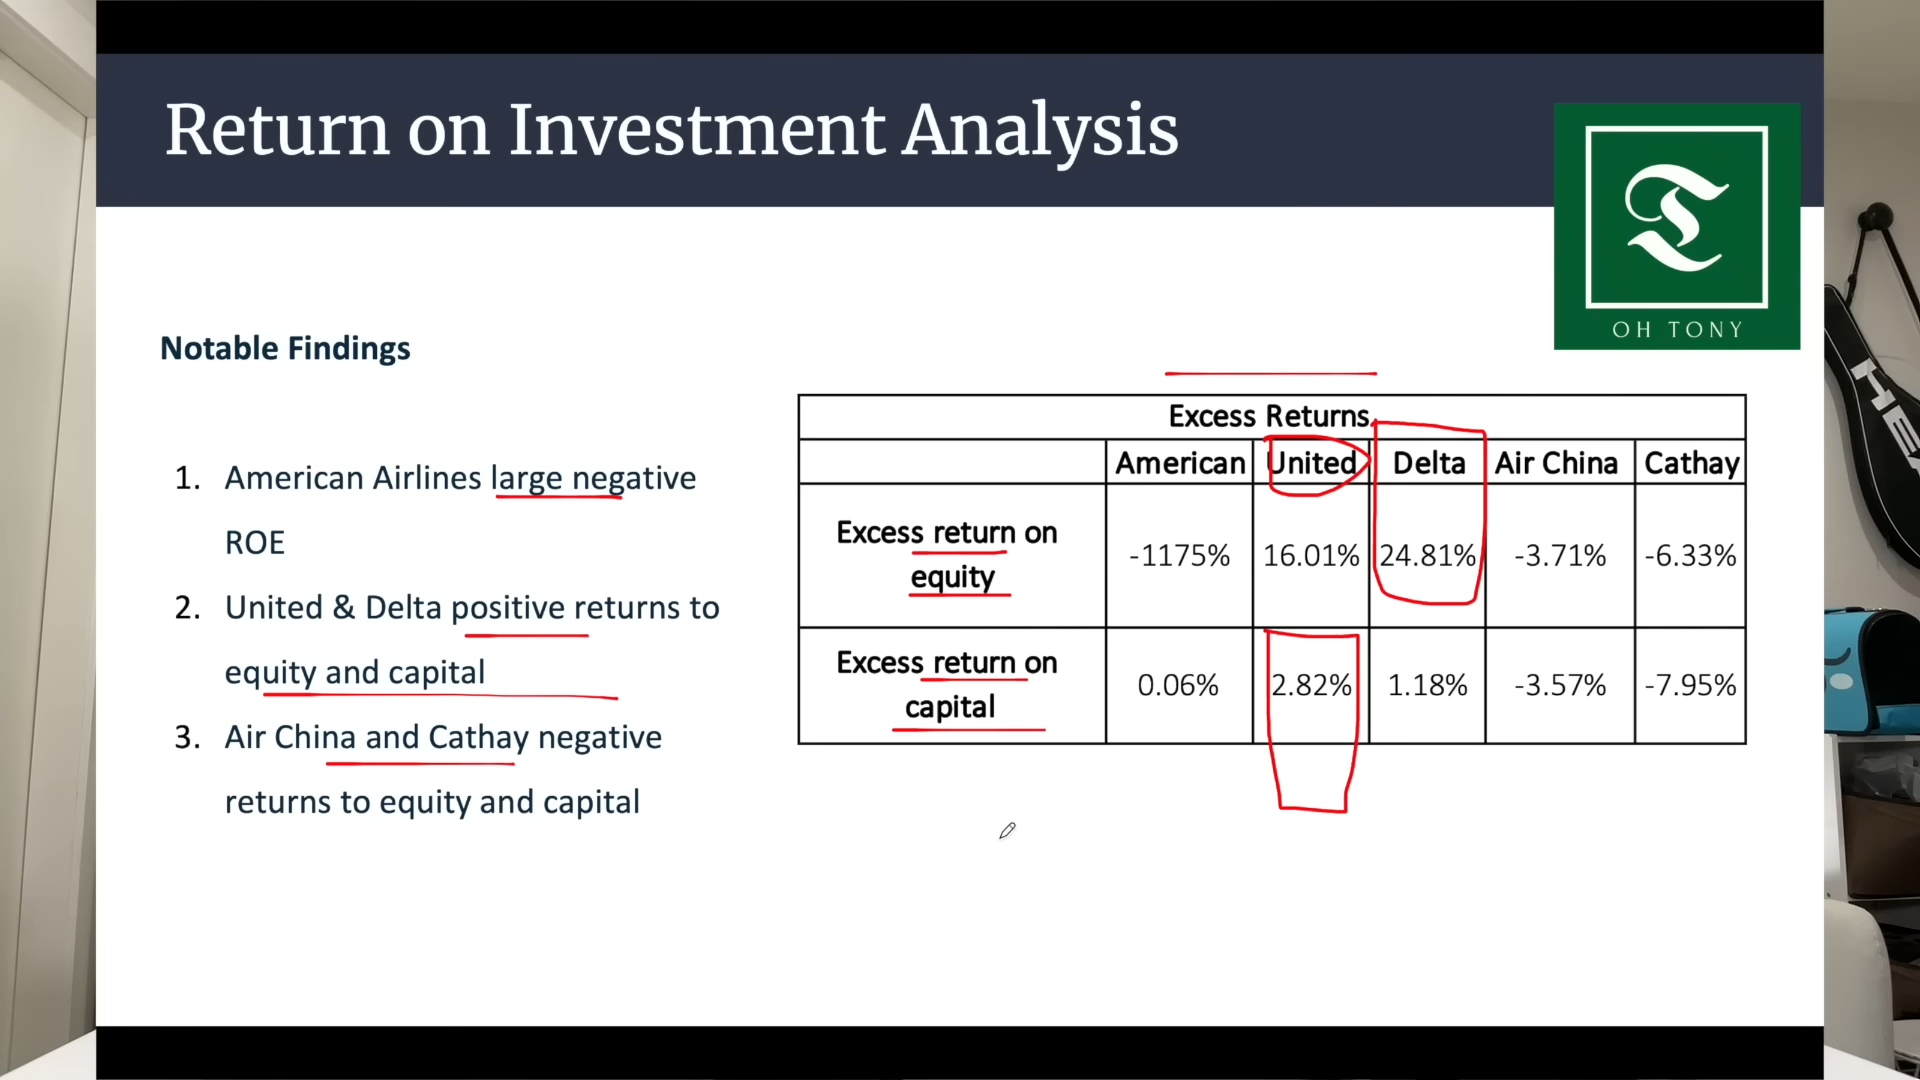 Return on Investment Analysis
OH TONY
Notable Findings
1. American Airlines large negative
ROE
2. United & Delta positive returns to
equity and capital
3. Air China and Cathay negative
returns to equity and capital
Excess Returns
American United Delta Air China Cathay
Excess return on
equity
-1175% 16.01% 24.81% -3.71% -6.33%
Excess return on
capital
0.06% 2.82% 1.18% -3.57% -7.95%